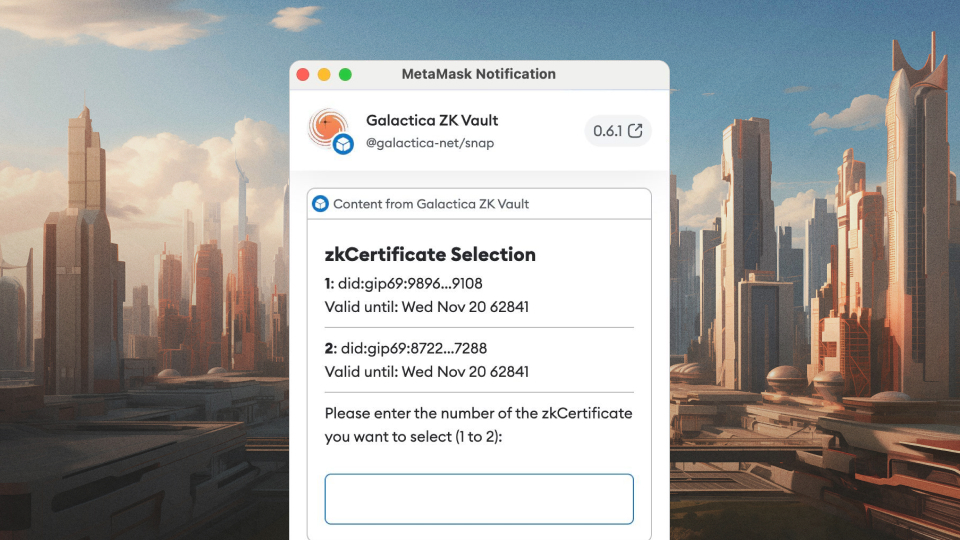 MetaMask Notification
Galactica ZK Vault
@galactica-net/snap
0.6.1
Content from Galactica ZK Vault
zkCertificate Selection
1: did:gip69:9896...9108
Valid until: Wed Nov 20 62841
2: did:gip69:8722...7288
Valid until: Wed Nov 20 62841
Please enter the number of the zkCertificate
you want to select (1 to 2):